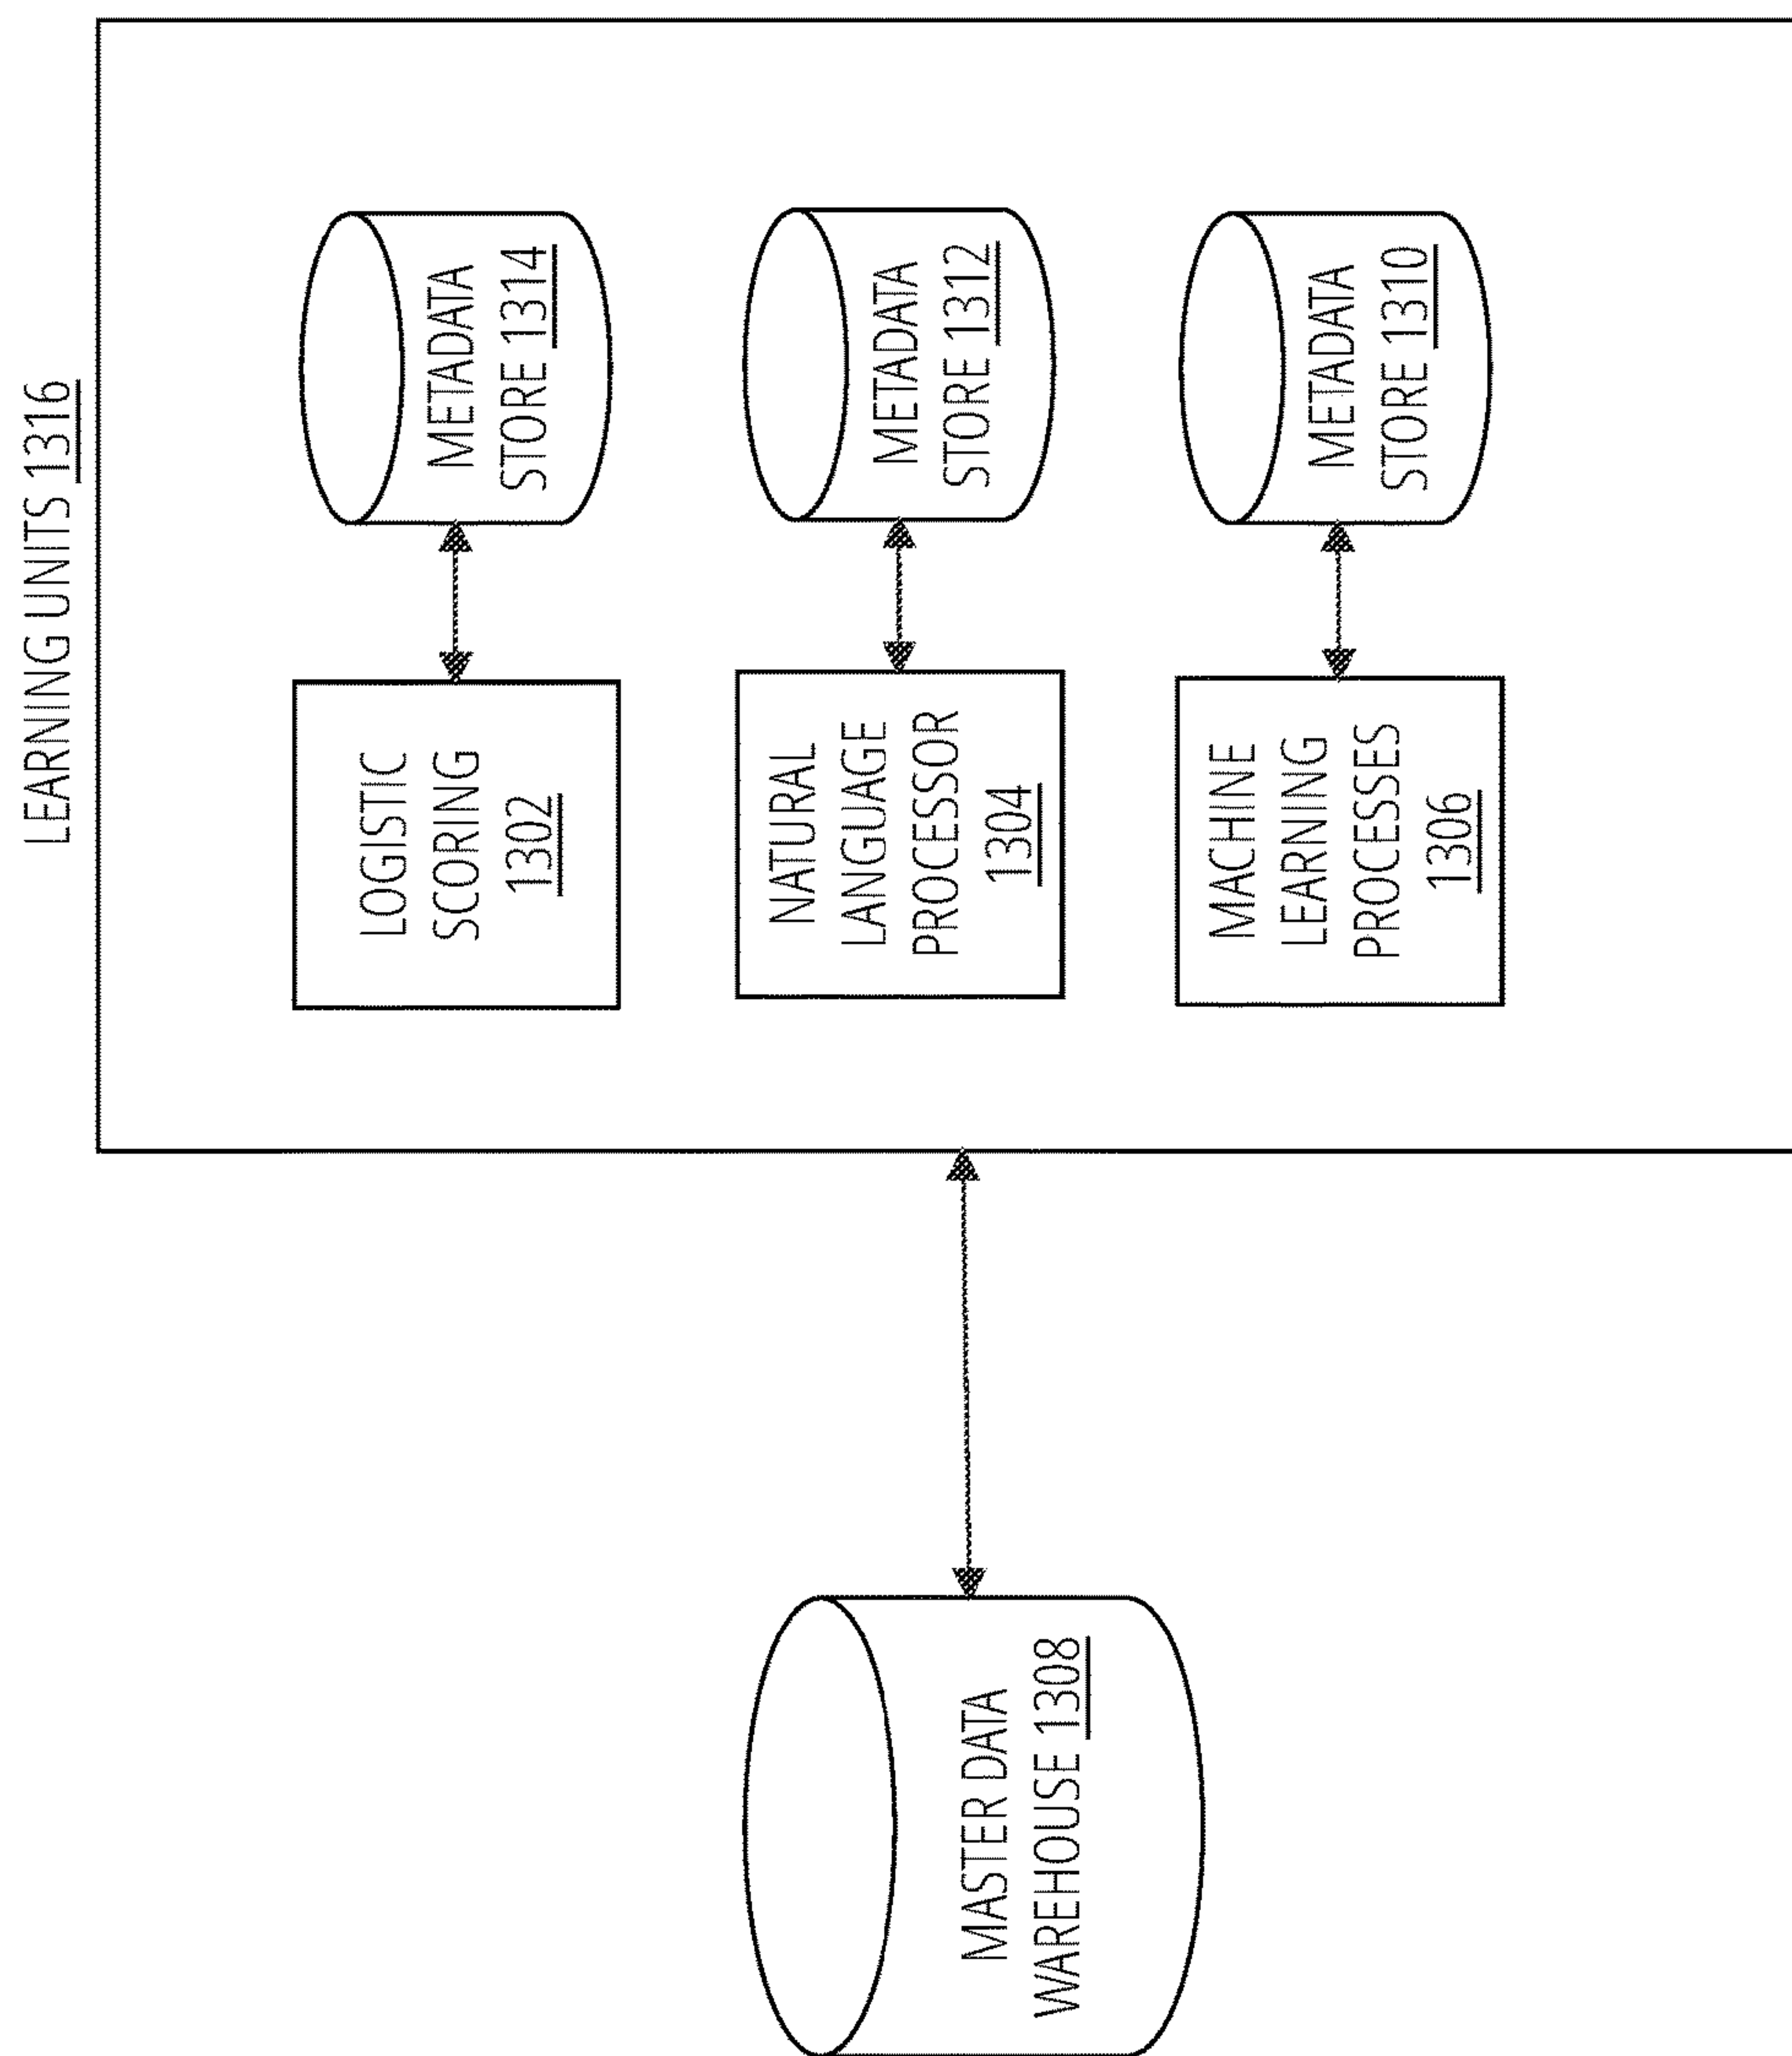 LEARNING UNITS 1316
LOGISTIC
SCORING
1302
METADATA
STORE 1314
NATURAL
LANGUAGE
PROCESSOR
1304
METADATA
STORE 1312
MACHINE
LEARNING
PROCESSES
1306
METADATA
STORE 1310
MASTER DATA
WAREHOUSE 1308